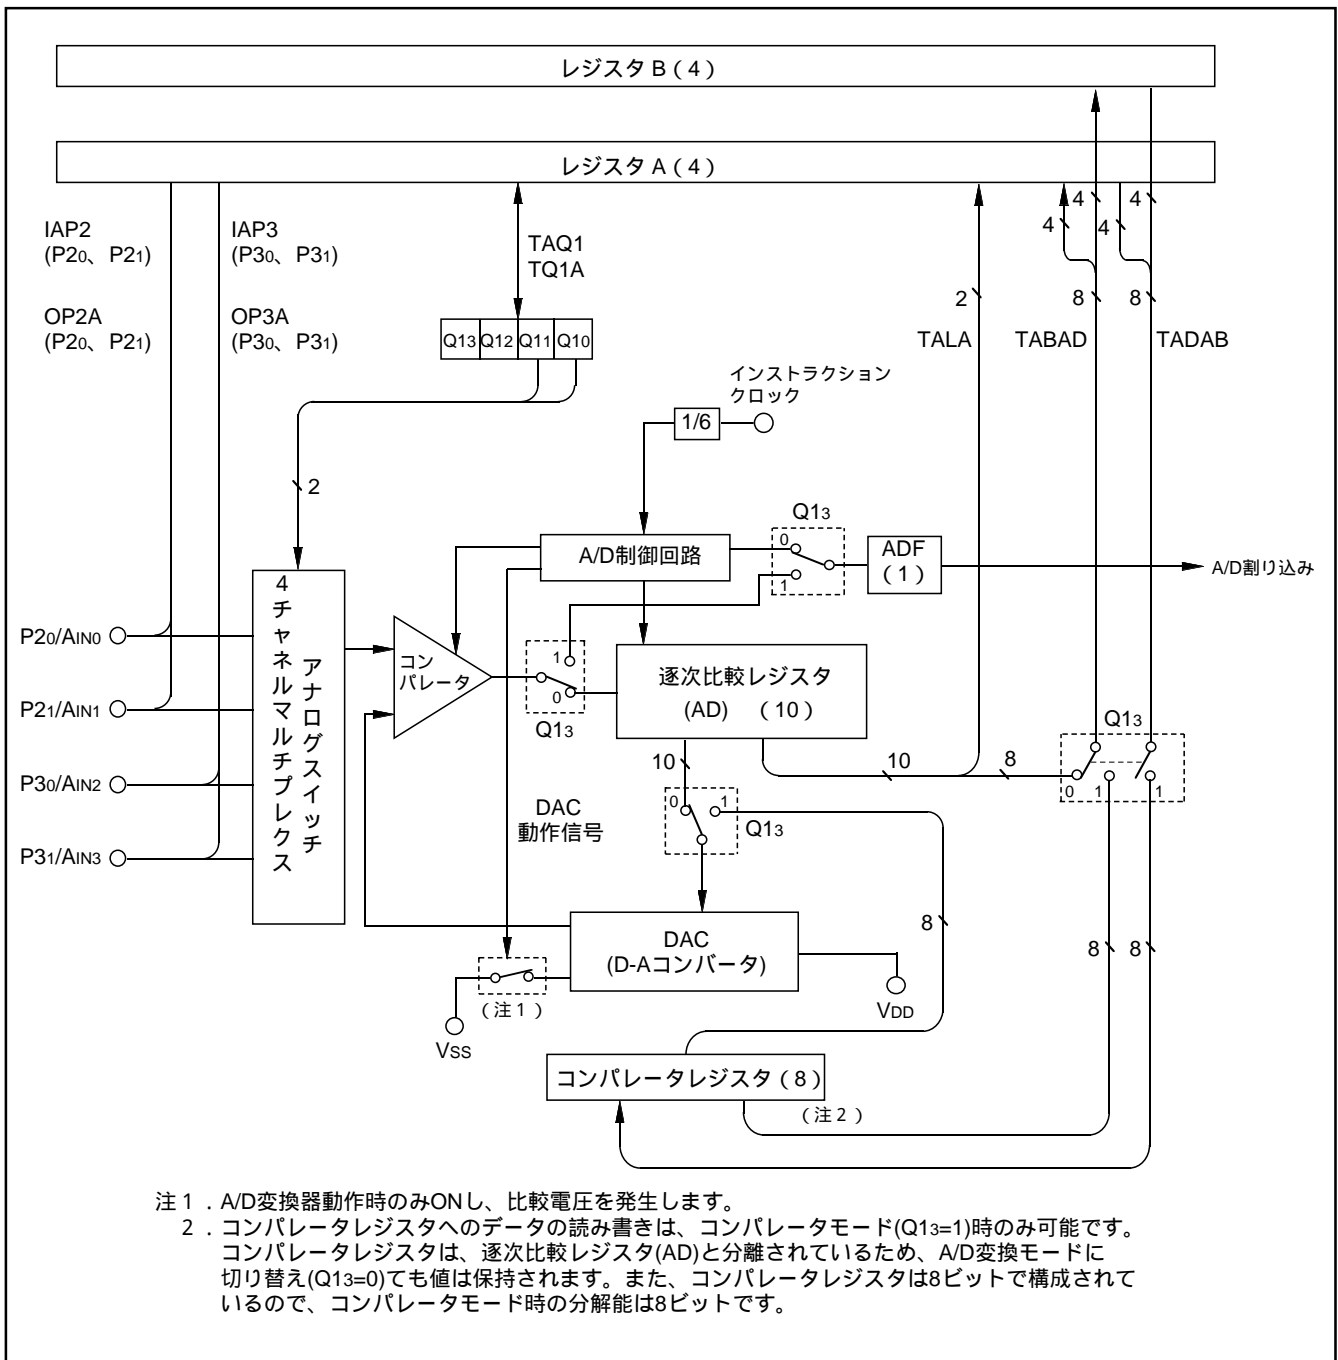 レジスタ B ( 4 )
レジスタ A ( 4 )
IAP2
(P20、P21)
OP2A
(P20、P21)
IAP3
(P30、P31)
OP3A
(P30、P31)
TAQ1
TQ1A
Q13 Q12 Q11 Q10
2
インストラクション
クロック
1/6
2
TALA
4
4
4
4
8
8
TABAD
TADAB
A/D制御回路
Q13
0
1
ADF
( 1 )
A/D割り込み
4チャネルマルチプレクス
アナログスイッチ
P20/AIN0
P21/AIN1
P30/AIN2
P31/AIN3
コン
パレータ
1
0
Q13
逐次比較レジスタ
(AD) ( 10 )
10
10
8
Q13
0
1
1
DAC
動作信号
0
1
Q13
DAC
(D-Aコンバータ)
8
8
8
( 注 1 )
VSS
VDD
コンパレータレジスタ ( 8 )
( 注 2 )
注 1 . A/D変換器動作時のみONし、比較電圧を発生します。
2 . コンパレータレジスタへのデータの読み書きは、コンパレータモード(Q13=1)時のみ可能です。
コンパレータレジスタは、逐次比較レジスタ(AD)と分離されているため、A/D変換モードに
切り替え(Q13=0)ても値は保持されます。また、コンパレータレジスタは8ビットで構成されて
いるので、コンパレータモード時の分解能は8ビットです。